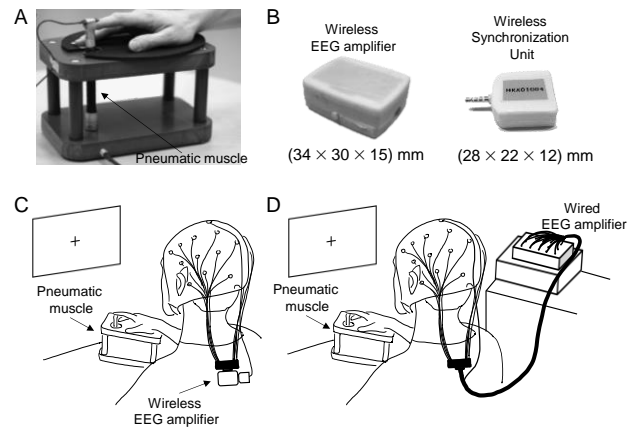 A
Pneumatic muscle
B
Wireless
EEG amplifier
Wireless
Synchronization
Unit
(34 × 30 × 15) mm
(28 × 22 × 12) mm
C
Pneumatic
muscle
Wireless
EEG amplifier
D
Pneumatic
muscle
Wired
EEG amplifier